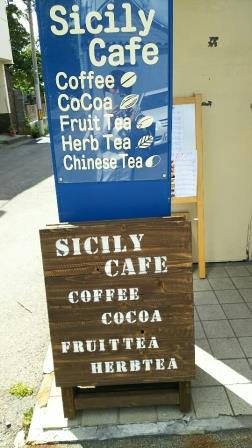 Sicily
Cafe
Coffee
CoCoa
Fruit Tea
Herb Tea
Chinese Tea
SICILY
CAFE
COFFEE
COCOA
FRUITTEA
HERBTEA